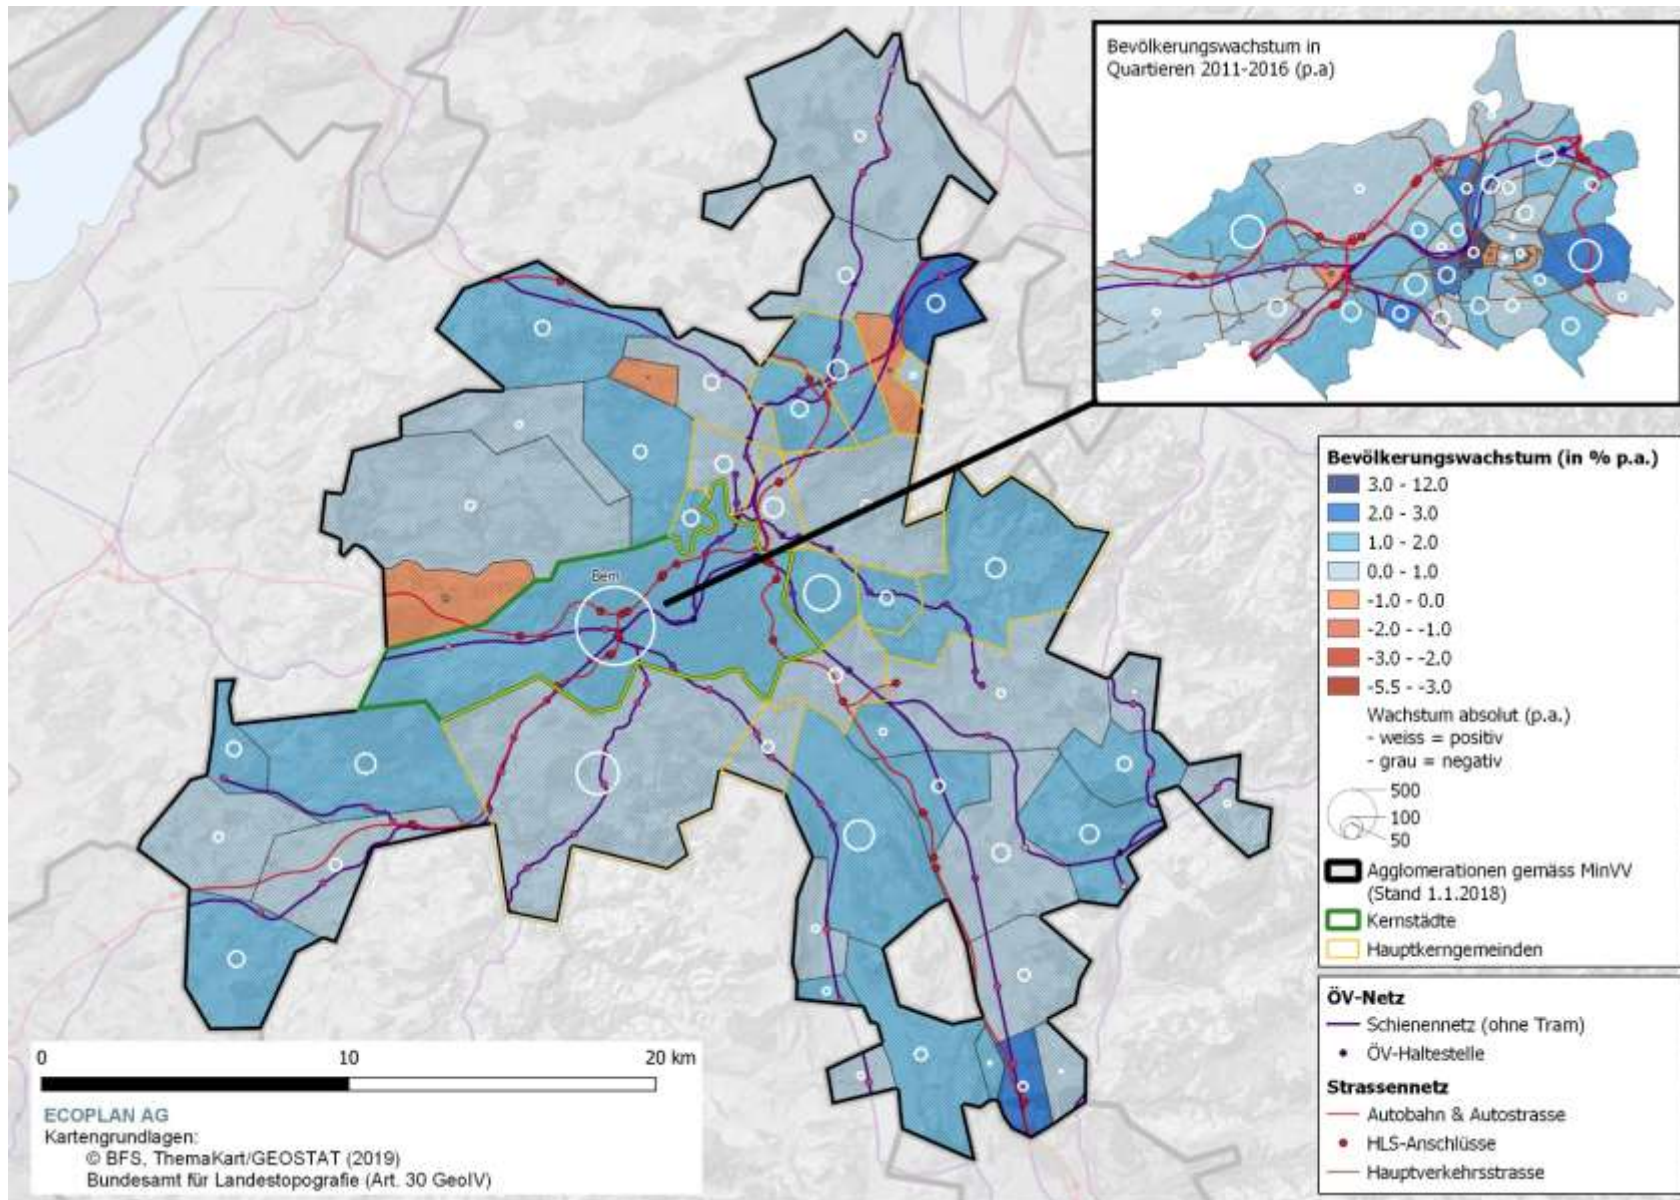 Bevölkerungswachstum in
Quartieren 2011-2016 (p.a)
Bern
Bevölkerungswachstum (in % p.a.)
3.0 - 12.0
2.0 - 3.0
1.0 - 2.0
0.0 - 1.0
-1.0 - 0.0
-2.0 - -1.0
-3.0 - -2.0
-5.5 - -3.0
Wachstum absolut (p.a.)
- weiss = positiv
- grau = negativ
500
100
50
Agglomerationen gemäss MinVV
(Stand 1.1.2018)
Kernstädte
Hauptkerngemeinden
ÖV-Netz
Schienennetz (ohne Tram)
ÖV-Haltestelle
Strassennetz
Autobahn & Autostrasse
HLS-Anschlüsse
Hauptverkehrsstrasse
0 10 20 km
ECOPLAN AG
Kartengrundlagen:
© BFS, ThemaKart/GEOSTAT (2019)
Bundesamt für Landestopografie (Art. 30 GeoIV)